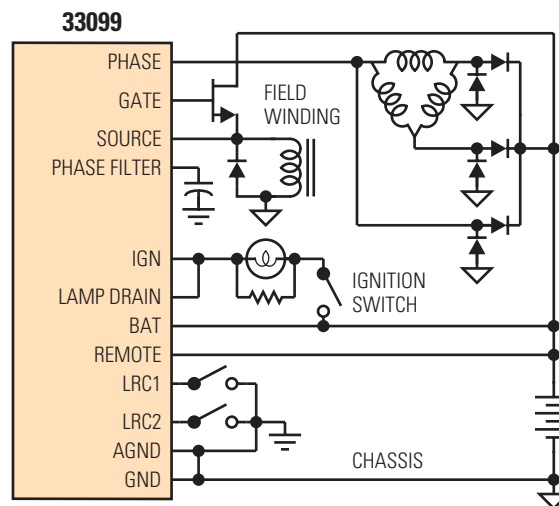 33099
PHASE
GATE
SOURCE
PHASE FILTER
IGN
LAMP DRAIN
BAT
REMOTE
LRC1
LRC2
AGND
GND
FIELD
WINDING
IGNITION
SWITCH
CHASSIS